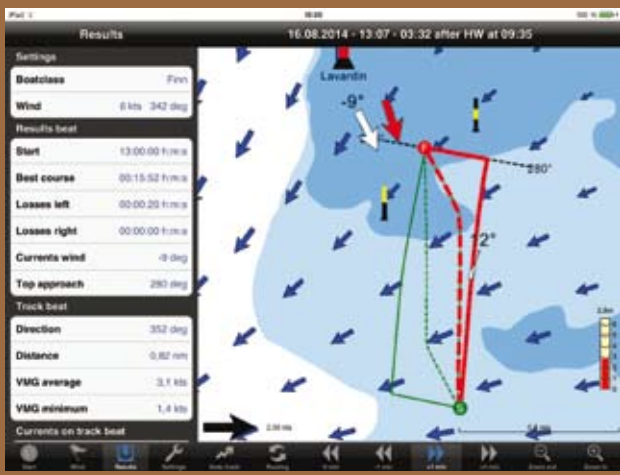 iPad
Results
16.08.2014 - 13:07 - 03:32 after HW at 09:35
Settings
Boatclass Finn
Wind 6 kts 342 deg
Results beat
Start 13:00:00 h:m:s
Best course 00:15:52 h:m:s
Losses left 00:00:20 h:m:s
Losses right 00:00:00 h:m:s
Currents wind -9 deg
Top approach 280 deg
Track beat
Direction 352 deg
Distance 0,82 nm
VMG average 3,1 kts
VMG minimum 1,4 kts
Currents on track beat
Lavardin
-9°
280°
12°
S
2.00 kts
Wind
Results
Settings